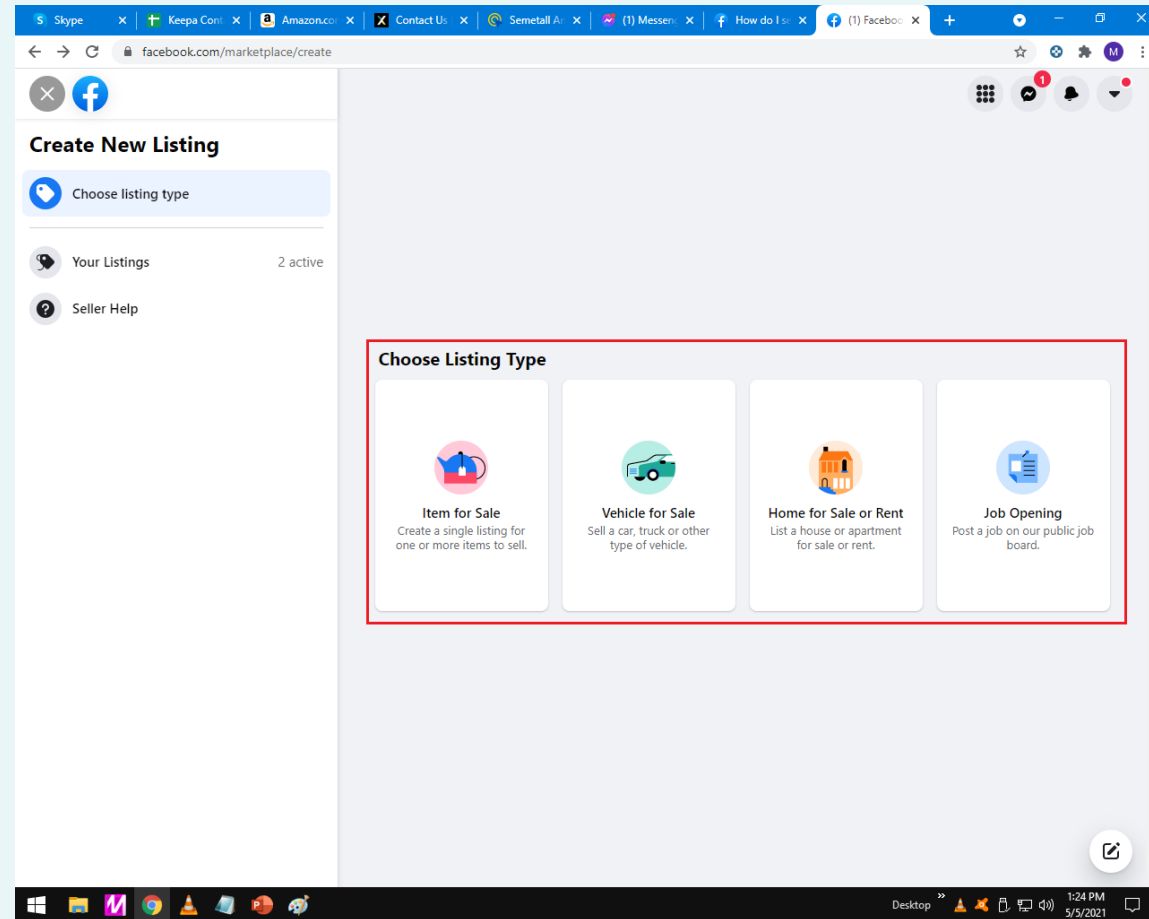 Skype
Keepa Cont
Amazon.co
Contact Us
Semetall Ar
(1) Messen
How do I se
(1) Faceboo
facebook.com/marketplace/create
M
1
Create New Listing
Choose listing type
Your Listings 2 active
Seller Help
Choose Listing Type
Item for Sale
Create a single listing for
one or more items to sell.
Vehicle for Sale
Sell a car, truck or other
type of vehicle.
Home for Sale or Rent
List a house or apartment
for sale or rent.
Job Opening
Post a job on our public job
board.
Desktop
1:24 PM
5/5/2021